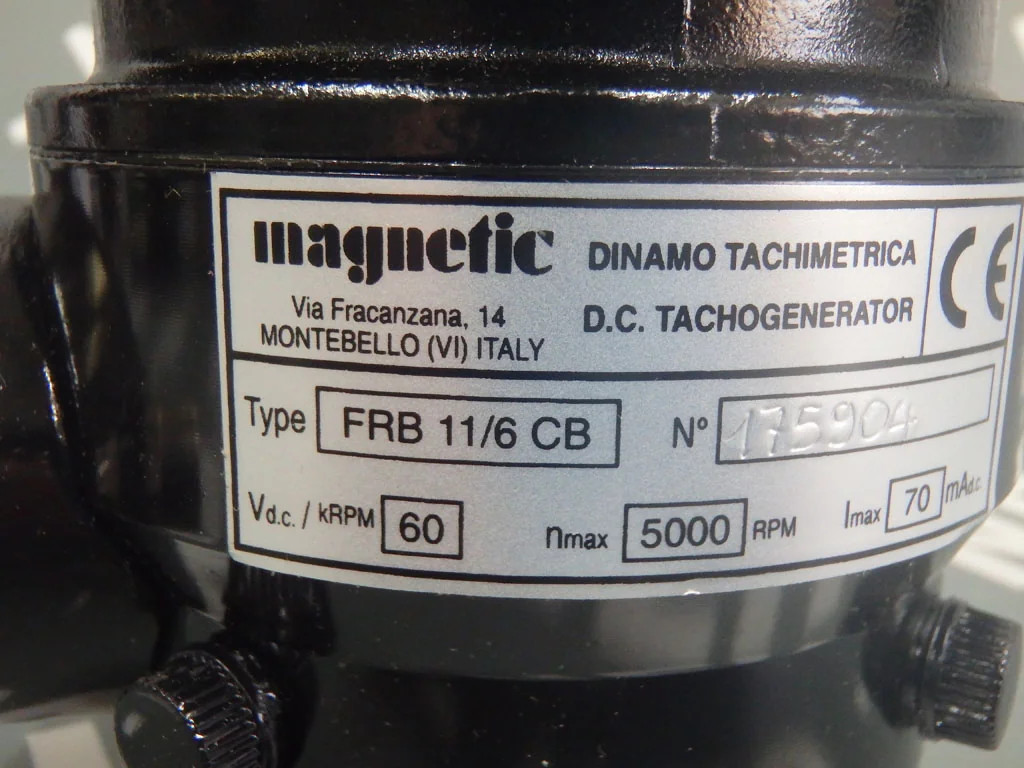 magnetic
Via Fracanzana, 14
MONTEBELLO (VI) ITALY
DINAMO TACHIMETRICA
D.C. TACHOGENERATOR
CE
Type FRB 11/6 CB N° 175904
Vd.c. / kRPM 60 nmax 5000 RPM Imax 70 mAd.c.